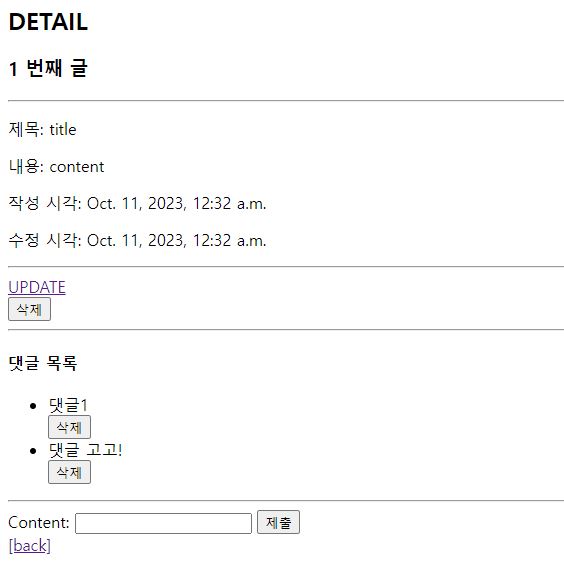 DETAIL
1 번째 글
제목: title
내용: content
작성 시각: Oct. 11, 2023, 12:32 a.m.
수정 시각: Oct. 11, 2023, 12:32 a.m.
UPDATE
삭제
댓글 목록
댓글1
삭제
댓글 고고!
삭제
Content: 제출
[back]